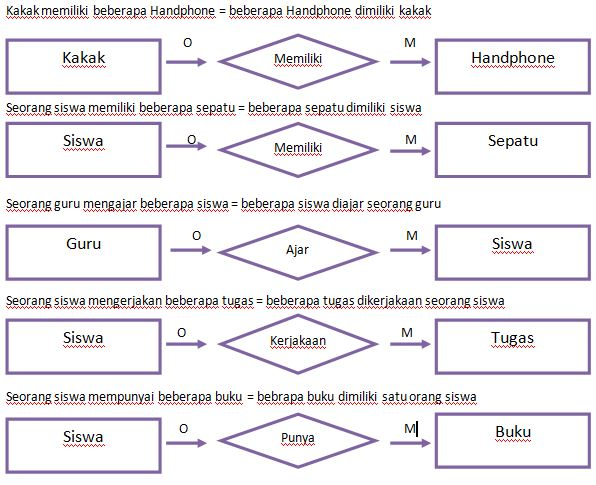 Kakak memiliki beberapa Handphone = beberapa Handphone dimiliki kakak
Kakak O Memiliki M Handphone
Seorang siswa memiliki beberapa sepatu = beberapa sepatu dimiliki siswa
Siswa O Memiliki M Sepatu
Seorang guru mengajar beberapa siswa = beberapa siswa diajar seorang guru
Guru O Ajar M Siswa
Seorang siswa mengerjakan beberapa tugas = beberapa tugas dikerjakaan seorang siswa
Siswa O Kerjakaan M Tugas
Seorang siswa mempunyai beberapa buku = bebrapa buku dimiliki satu orang siswa
Siswa O Punya M Buku